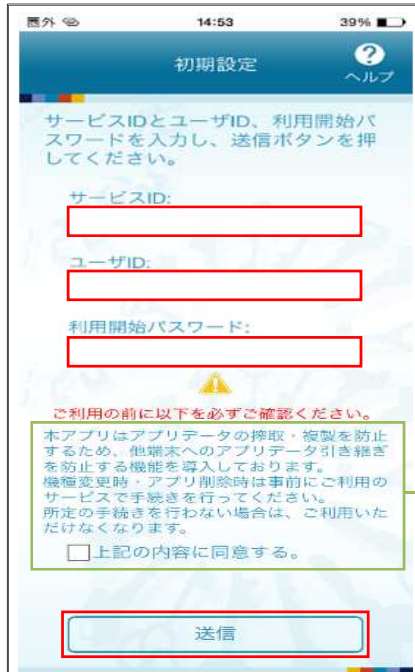 圏外 14:53 39%
初期設定
?
ヘルプ
サービスIDとユーザID、利用開始パ
スワードを入力し、送信ボタンを押
してください。
サービスID:
ユーザID:
利用開始パスワード:
ご利用の前に以下を必ずご確認ください。
本アプリはアプリデータの搾取・複製を防止
するため、他端末へのアプリデータ引き継ぎ
を防止する機能を導入しております。
機種変更時・アプリ削除時は事前にご利用の
サービスで手続きを行ってください。
所定の手続きを行わない場合は、ご利用いた
だけなくなります。
上記の内容に同意する。
送信